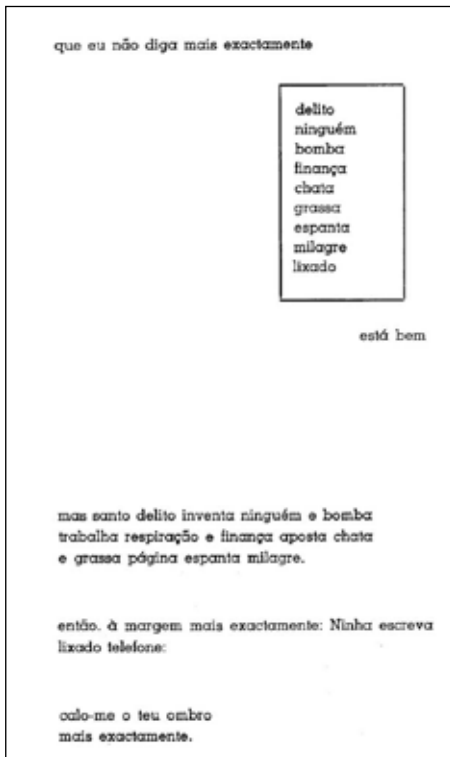 que eu não diga mais exactamente
delito
ninguém
bomba
finança
chata
grassa
espanta
milagre
lixado
está bem
mas santo delito inventa ninguém e bomba
trabalha respiração e finança aposta chata
e grassa página espanta milagre.
então. à margem mais exactamente: Ninha escreva
lixado telefone:
calo-me o teu ombro
mais exactamente.